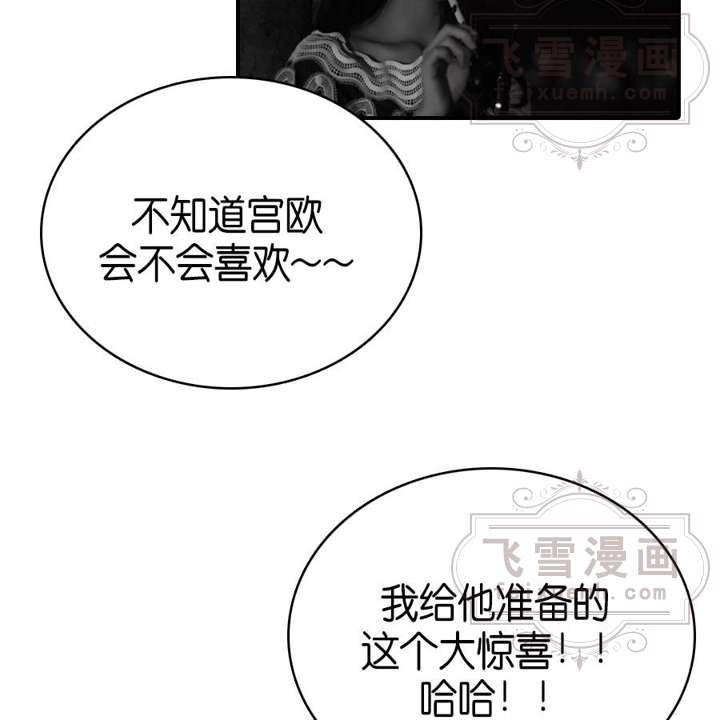 飞雪漫画
feixuemh.com
不知道宫欧
会不会喜欢～～
飞雪漫画
feixuemh.com
我给他准备的
这个大惊喜！！
哈哈！！